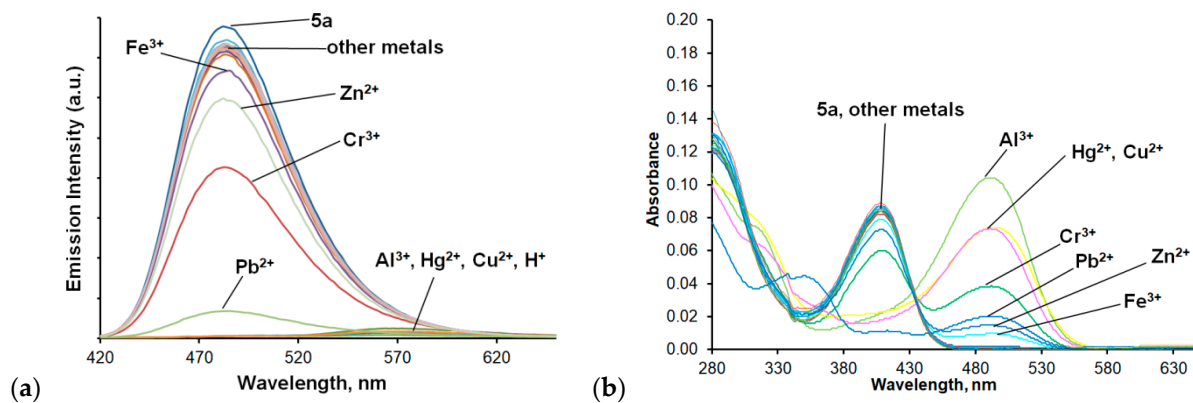 5a
other metals
Fe³⁺
Zn²⁺
Cr³⁺
Pb²⁺
Al³⁺, Hg²⁺, Cu²⁺, H⁺
Emission Intensity (a.u.)
420 470 520 570 620
Wavelength, nm
(a)
(b)
0.20
0.18
0.16
0.14
0.12
0.10
0.08
0.06
0.04
0.02
0.00
Absorbance
5a, other metals
Al³⁺
Hg²⁺, Cu²⁺
Cr³⁺
Pb²⁺
Zn²⁺
Fe³⁺
280 330 380 430 480 530 580 630
Wavelength, nm